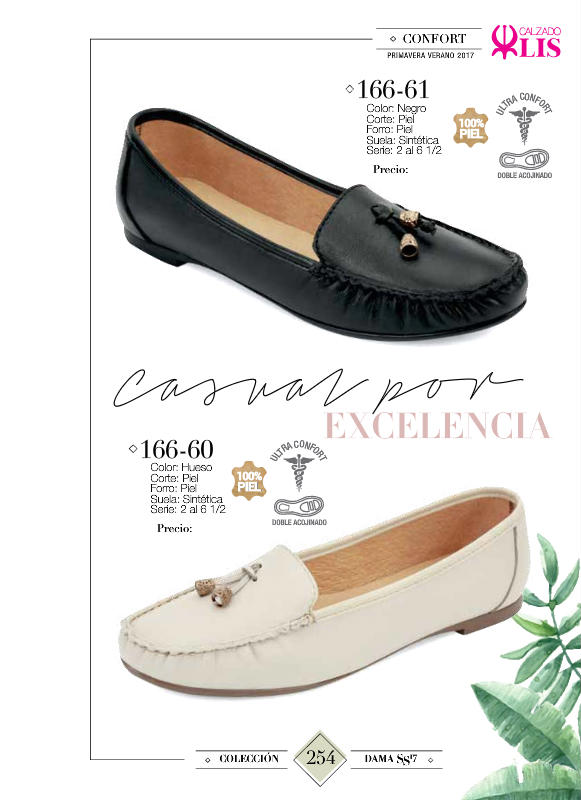 CONFORT
PRIMAVERA VERANO 2017
CALZADO
LIS
166-61
Color: Negro
Corte: Piel
Forro: Piel
Suela: Sintética
Serie: 2 al 6 1/2
Precio:
100%
PIEL
ULTRA CONFORT
DOBLE ACOJINADO
casual por
EXCELENCIA
166-60
Color: Hueso
Corte: Piel
Forro: Piel
Suela: Sintética
Serie: 2 al 6 1/2
Precio:
100%
PIEL
ULTRA CONFORT
DOBLE ACOJINADO
COLECCIÓN
254
DAMA SS'7